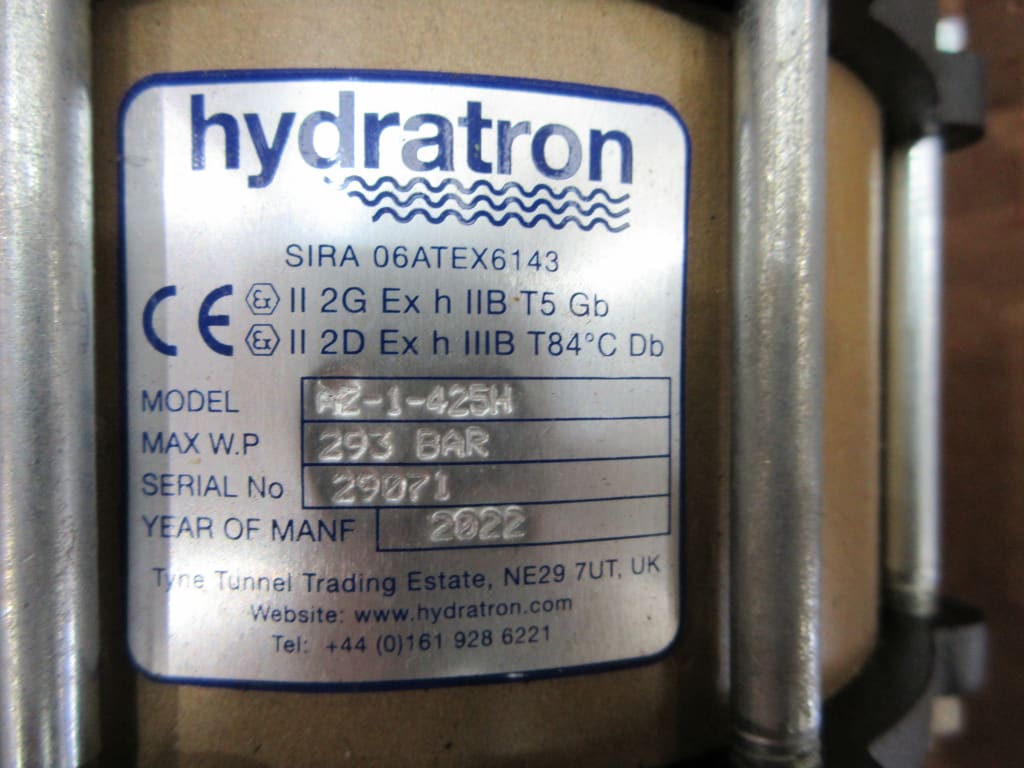 hydratron
SIRA 06ATEX6143
CE Ex II 2G Ex h IIB T5 Gb
Ex II 2D Ex h IIIB T84°C Db
MODEL AZ-1-425H
MAX W.P 293 BAR
SERIAL No 29071
YEAR OF MANF 2022
Tyne Tunnel Trading Estate, NE29 7UT, UK
Website: www.hydratron.com
Tel: +44 (0)161 928 6221